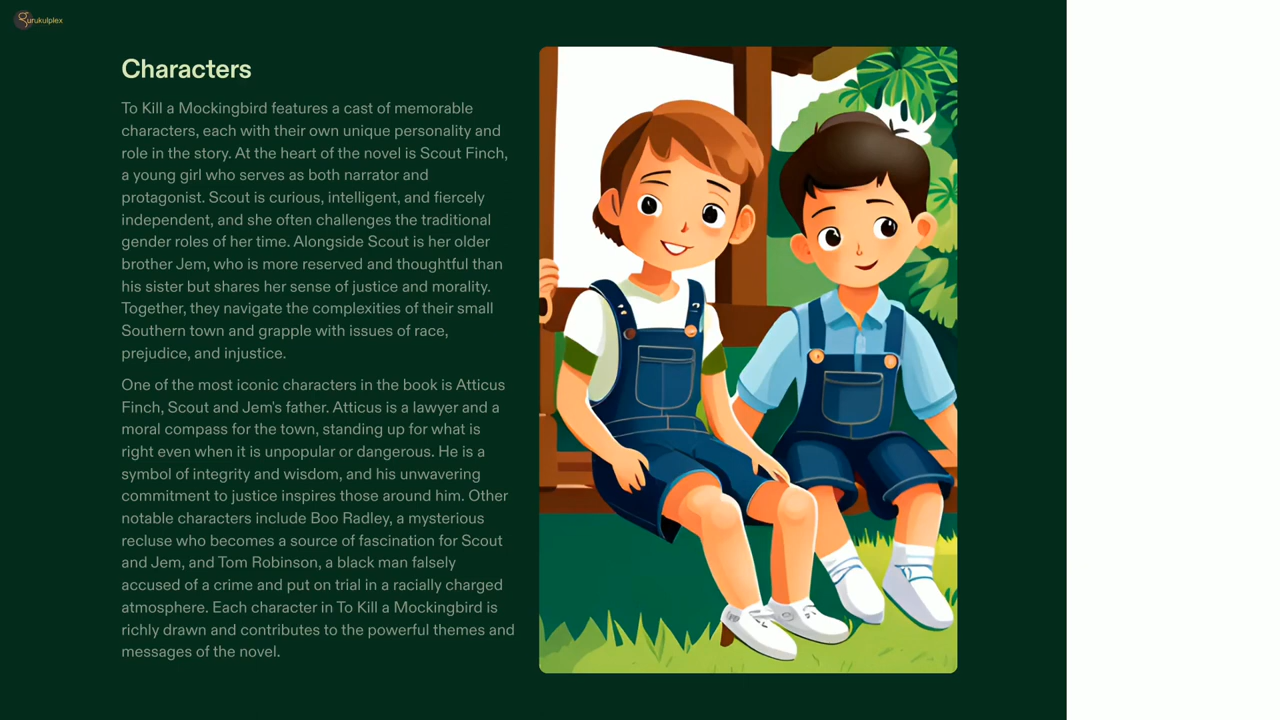 gurukulplex
Characters
To Kill a Mockingbird features a cast of memorable
characters, each with their own unique personality and
role in the story. At the heart of the novel is Scout Finch,
a young girl who serves as both narrator and
protagonist. Scout is curious, intelligent, and fiercely
independent, and she often challenges the traditional
gender roles of her time. Alongside Scout is her older
brother Jem, who is more reserved and thoughtful than
his sister but shares her sense of justice and morality.
Together, they navigate the complexities of their small
Southern town and grapple with issues of race,
prejudice, and injustice.
One of the most iconic characters in the book is Atticus
Finch, Scout and Jem's father. Atticus is a lawyer and a
moral compass for the town, standing up for what is
right even when it is unpopular or dangerous. He is a
symbol of integrity and wisdom, and his unwavering
commitment to justice inspires those around him. Other
notable characters include Boo Radley, a mysterious
recluse who becomes a source of fascination for Scout
and Jem, and Tom Robinson, a black man falsely
accused of a crime and put on trial in a racially charged
atmosphere. Each character in To Kill a Mockingbird is
richly drawn and contributes to the powerful themes and
messages of the novel.